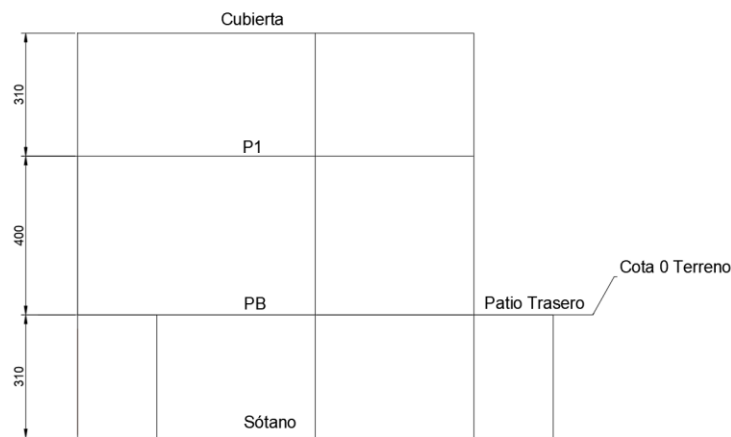 Cubierta
310
P1
400
Cota 0 Terreno
PB
Patio Trasero
310
Sótano